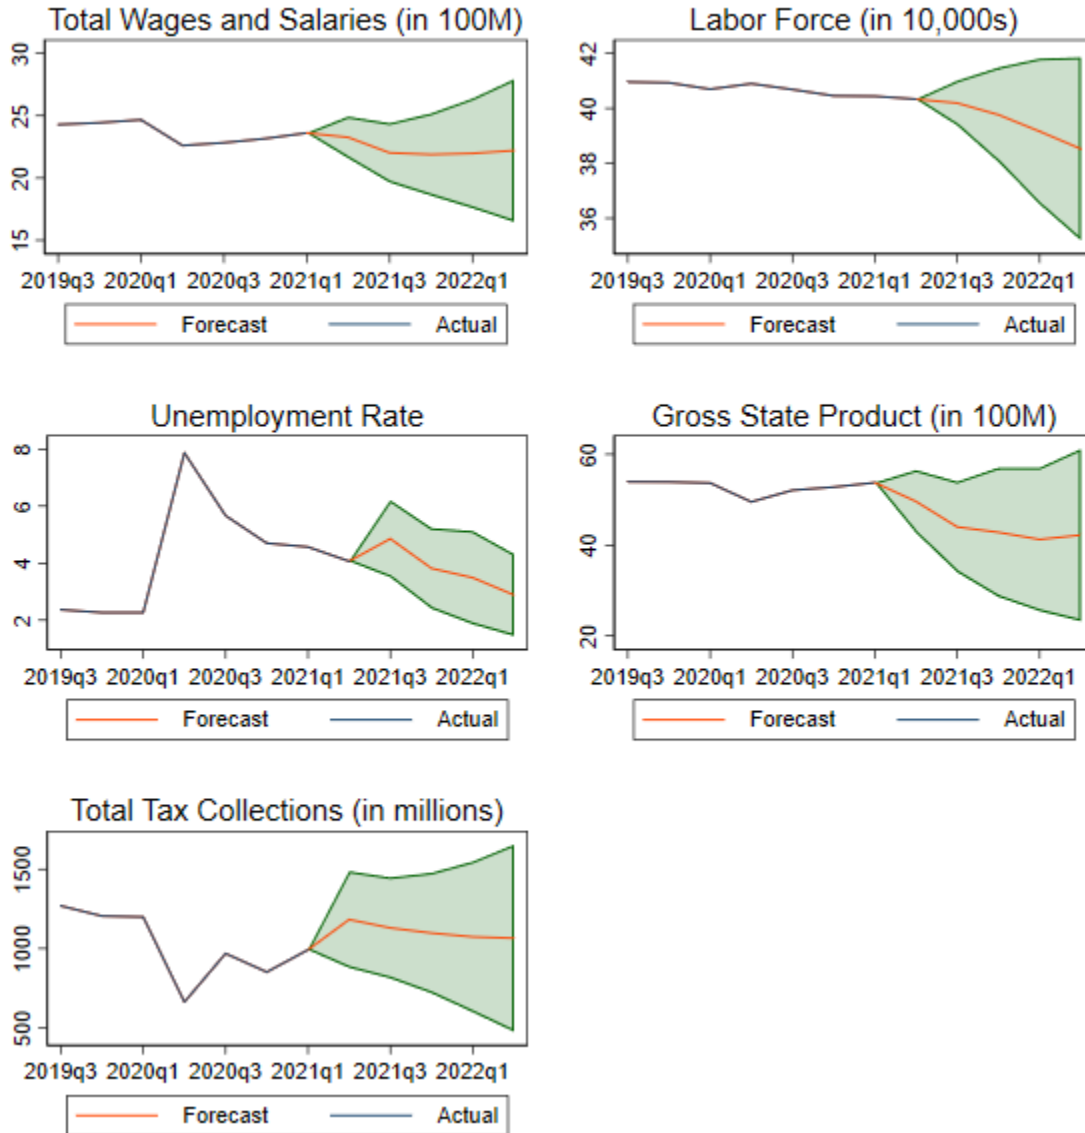 Total Wages and Salaries (in 100M)
30
25
20
15
2019q3 2020q1 2020q3 2021q1 2021q3 2022q1
Forecast Actual
Labor Force (in 10,000s)
42
40
38
36
2019q3 2020q1 2020q3 2021q1 2021q3 2022q1
Forecast Actual
Unemployment Rate
8
6
4
2
2019q3 2020q1 2020q3 2021q1 2021q3 2022q1
Forecast Actual
Gross State Product (in 100M)
60
40
20
2019q3 2020q1 2020q3 2021q1 2021q3 2022q1
Forecast Actual
Total Tax Collections (in millions)
1500
1000
500
2019q3 2020q1 2020q3 2021q1 2021q3 2022q1
Forecast Actual